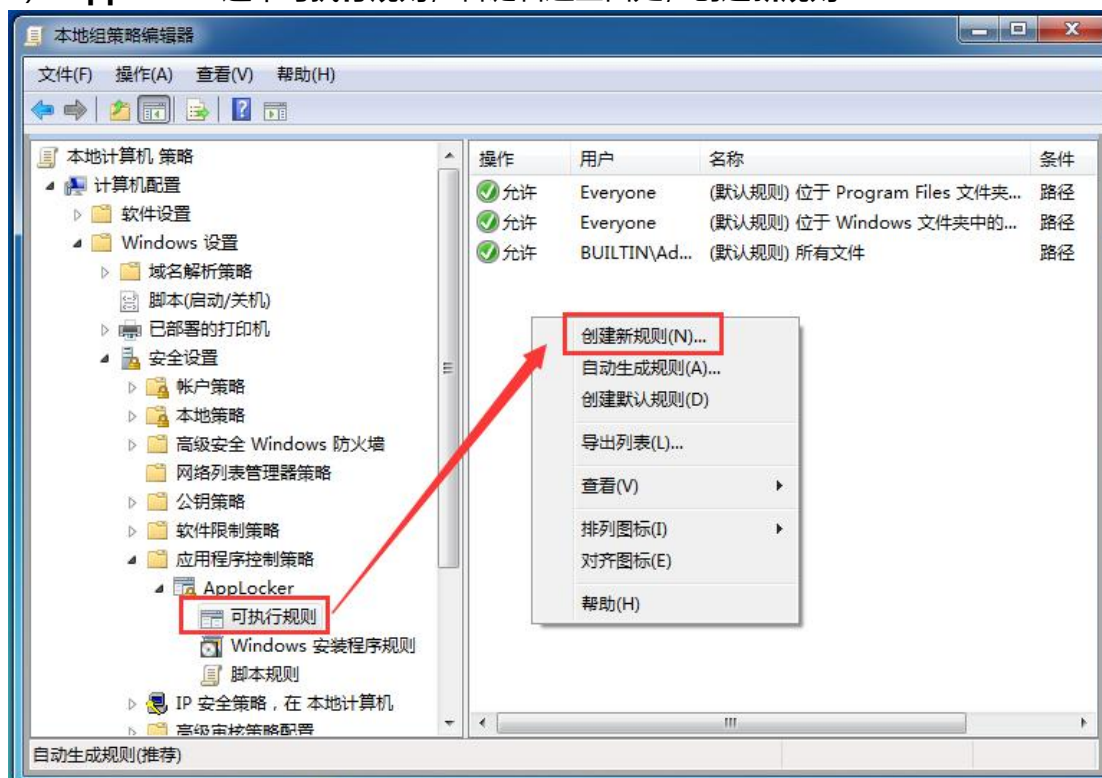 本地组策略编辑器
文件(F) 操作(A) 查看(V) 帮助(H)
本地计算机 策略
计算机配置
软件设置
Windows 设置
域名解析策略
脚本(启动/关机)
已部署的打印机
安全设置
帐户策略
本地策略
高级安全 Windows 防火墙
网络列表管理器策略
公钥策略
软件限制策略
应用程序控制策略
AppLocker
可执行规则
Windows 安装程序规则
脚本规则
IP 安全策略，在 本地计算机
高级审核策略配置
操作 用户 名称 条件
允许 Everyone (默认规则) 位于 Program Files 文件夹... 路径
允许 Everyone (默认规则) 位于 Windows 文件夹中的... 路径
允许 BUILTIN\Ad... (默认规则) 所有文件 路径
创建新规则(N)...
自动生成规则(A)...
创建默认规则(D)
导出列表(L)...
查看(V)
排列图标(I)
对齐图标(E)
帮助(H)
自动生成规则(推荐)